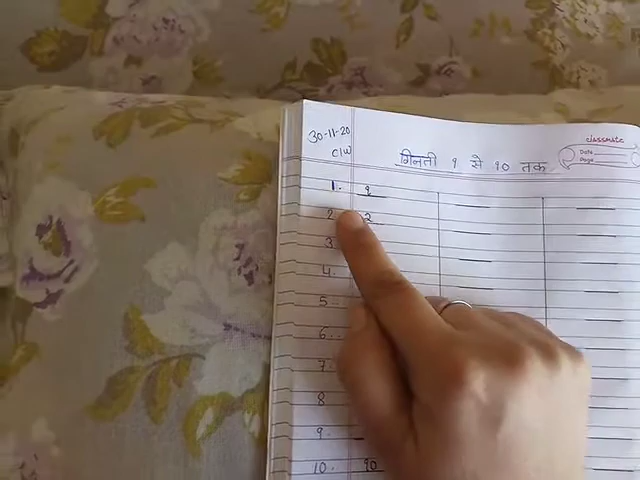 30-11-20
classmate
Date
Page
C|W
गिनती १ से १० तक
1. १
2 २
3
4.
5
6.
7.
8
9.
10. १०